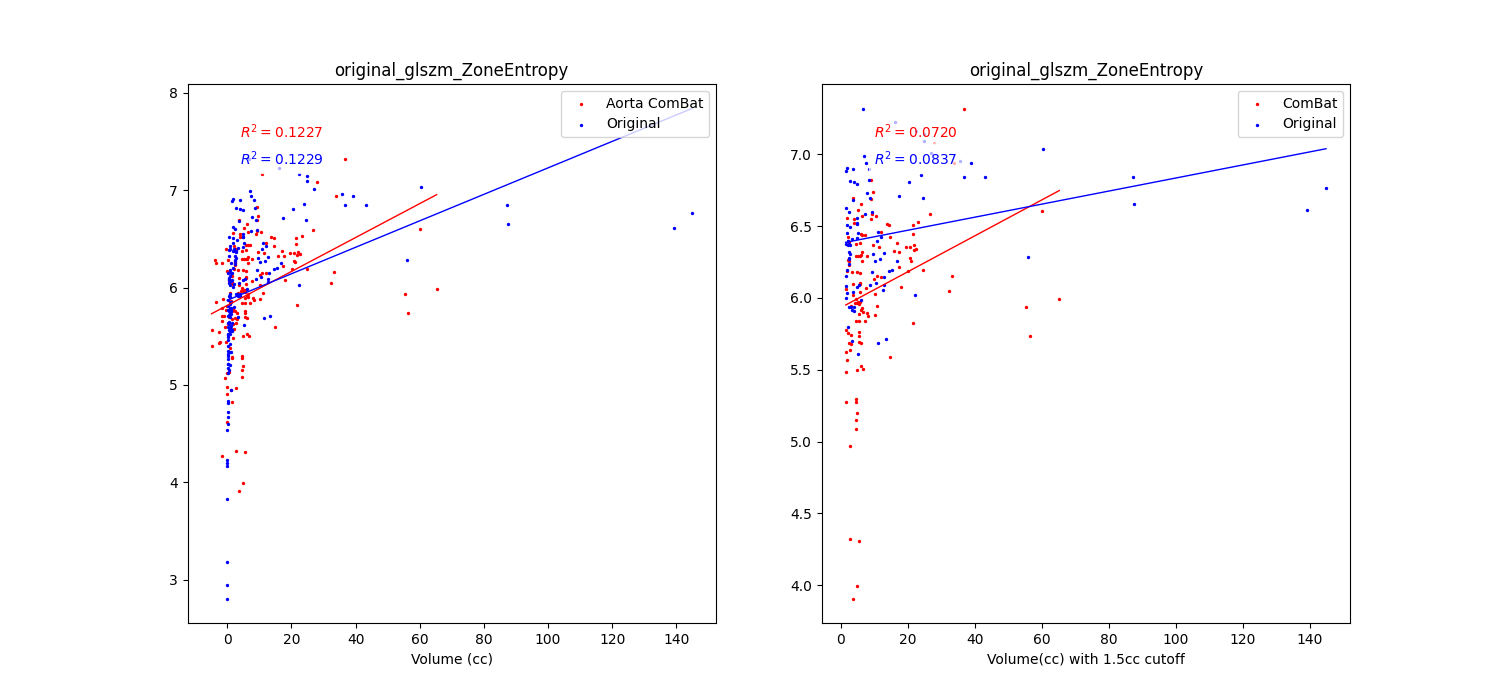 original_glszm_ZoneEntropy
Aorta ComBat
Original
R² = 0.1227
R² = 0.1229
8
7
6
5
4
3
0 20 40 60 80 100 120 140
Volume (cc)
original_glszm_ZoneEntropy
ComBat
Original
R² = 0.0720
R² = 0.0837
7.0
6.5
6.0
5.5
5.0
4.5
4.0
0 20 40 60 80 100 120 140
Volume(cc) with 1.5cc cutoff